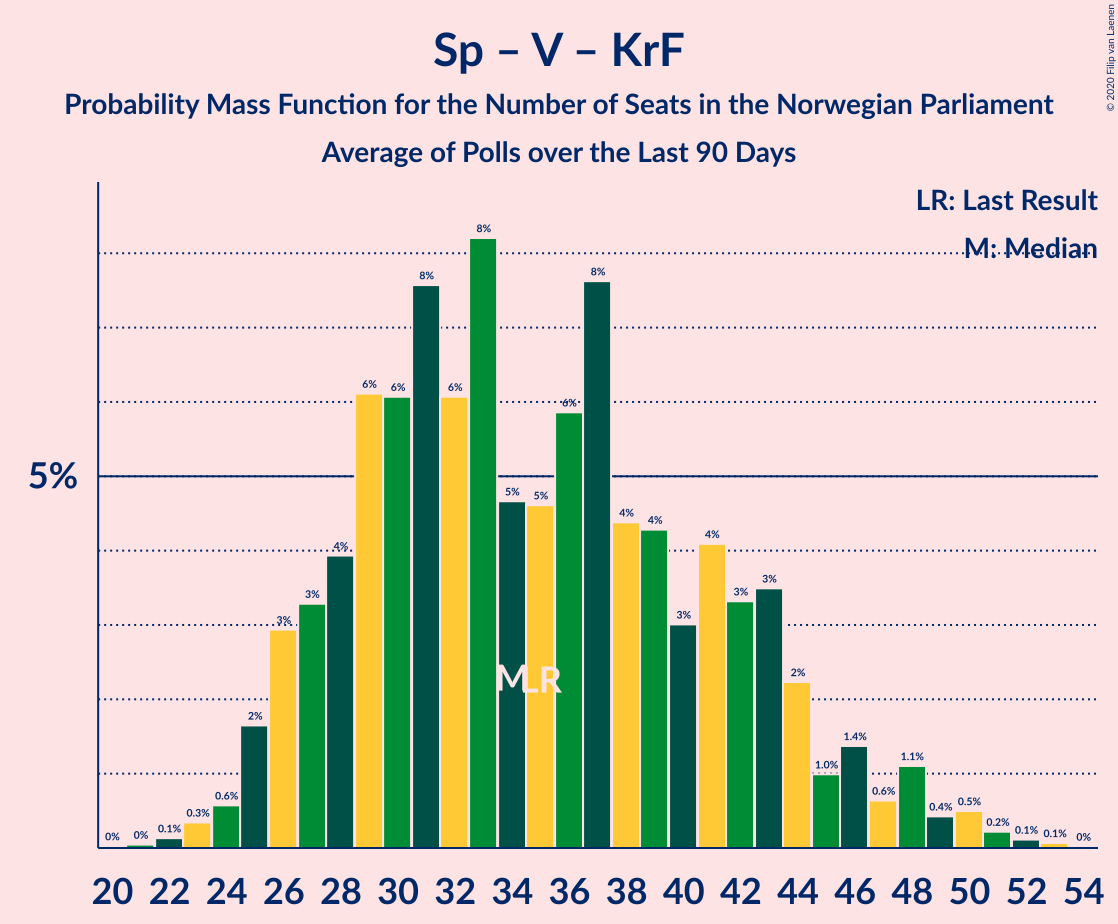 Sp – V – KrF
Probability Mass Function for the Number of Seats in the Norwegian Parliament
Average of Polls over the Last 90 Days
© 2020 Filip van Laenen
LR: Last Result
M: Median
5%
0% 0% 0.1% 0.3% 0.6% 2% 3% 3% 4% 6% 6% 8% 6% 8% 5% 5% 6% 8% 4% 4% 3% 4% 3% 3% 2% 1.0% 1.4% 0.6% 1.1% 0.4% 0.5% 0.2% 0.1% 0.1% 0%
M LR
20 22 24 26 28 30 32 34 36 38 40 42 44 46 48 50 52 54